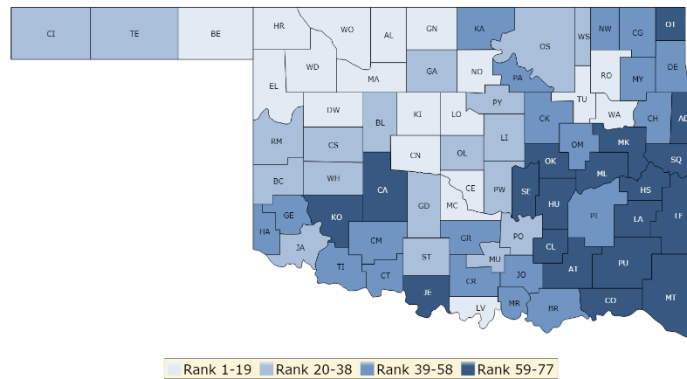 HR WO AL GN KA NW CG OT
CI TE BE OS WS
WD GA NO PA RO MY DE
EL MA
DW KI LO PY CK TU WA CH AD
BL
RM CS CN OL LI OM MK SQ
OK
BC WH CA CE PW SE ML HS
MC HU LA LF
GD
HA GE KO PI
JA CM GR PO CL
ST MU AT PU
TI CT CR JO
JE MR BR CO MT
LV
Rank 1-19 Rank 20-38 Rank 39-58 Rank 59-77